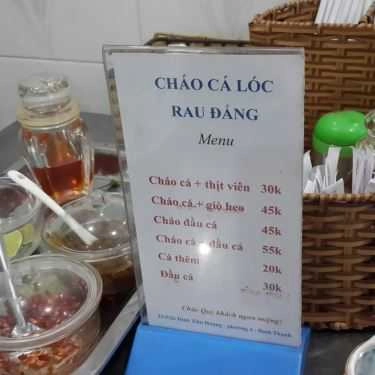 CHÁO CÁ LÓC
RAU ĐẮNG
Menu
Cháo cá + thịt viên 30k
Cháo cá + giò heo 45k
Cháo đầu cá 45k
Cháo cá + đầu cá 55k
Cá thêm 20k
Đầu cá 30k
Chúc Quý khách ngon miệng!